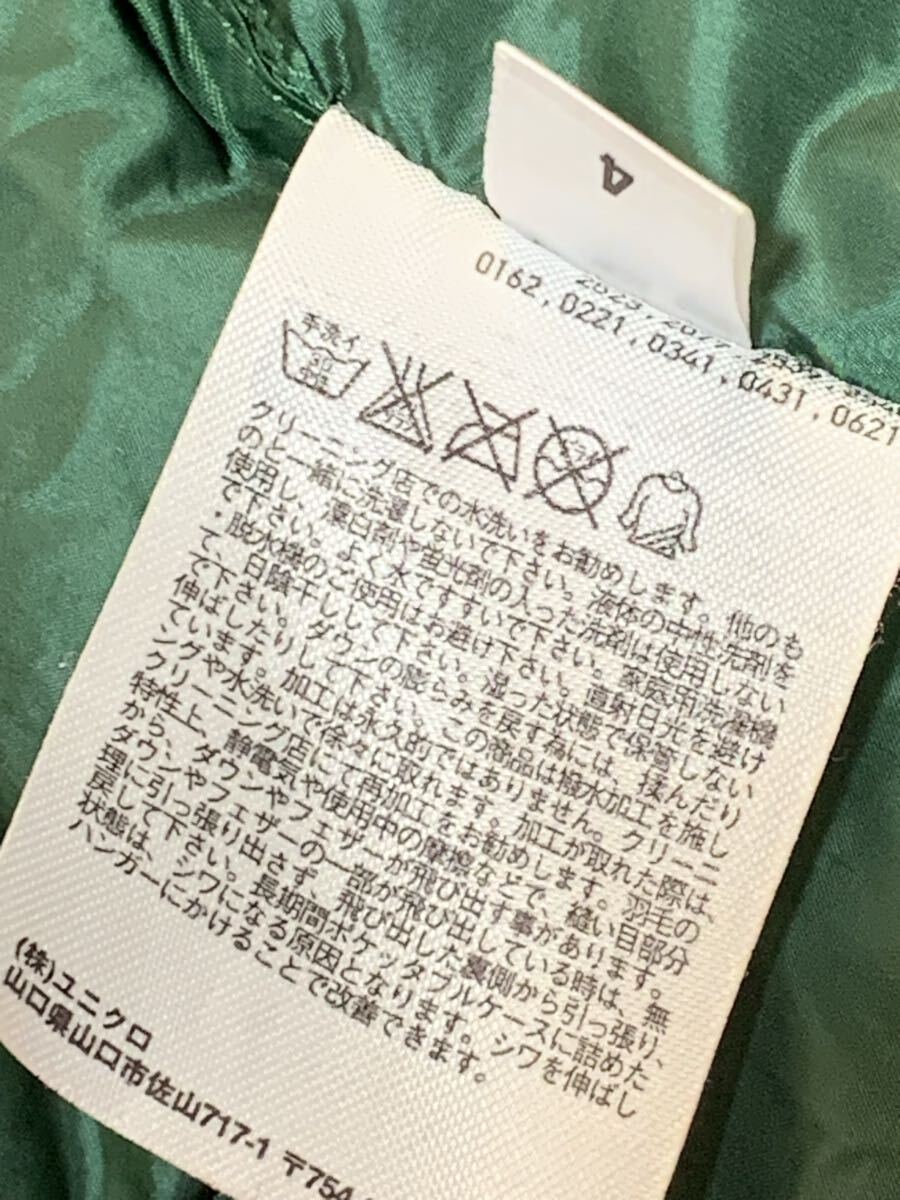 4
0162,0221,0341,0431,0621
手洗イ
クリーニング店での水洗いをお勧めします。他のも
のと一緒に洗濯しないで下さい。液体の中性洗剤を
使用し、漂白剤や蛍光剤の入った洗剤は使用しない
で下さい。よく水ですすいで下さい。家庭用洗濯機
・脱水機のご使用はお避け下さい。直射日光を避け
て、日陰干しして下さい。湿った状態で保管しない
で下さい。ダウンの膨らみを戻す為には、揉んだり
伸ばしたりして下さい。この商品は撥水加工を施し
ています。加工は永久的ではありません。クリーニ
ングや水洗いで徐々に取れます。加工が取れた際は、
クリーニング店にて再加工をお勧めします。羽毛の
特性上、静電気や使用中の摩擦などで、縫い目部分
から、ダウンやフェザーが飛び出す事があります。
ダウンやフェザーの一部が飛び出している時は、無
理に引っ張り出さず、飛び出した裏側から引っ張り、
戻して下さい。長期間ポケッタブルケースに詰めた
状態は、シワになる原因となります。シワを伸ばし
ハンガーにかけることで改善できます。
(株)ユニクロ
山口県山口市佐山717-1 〒754